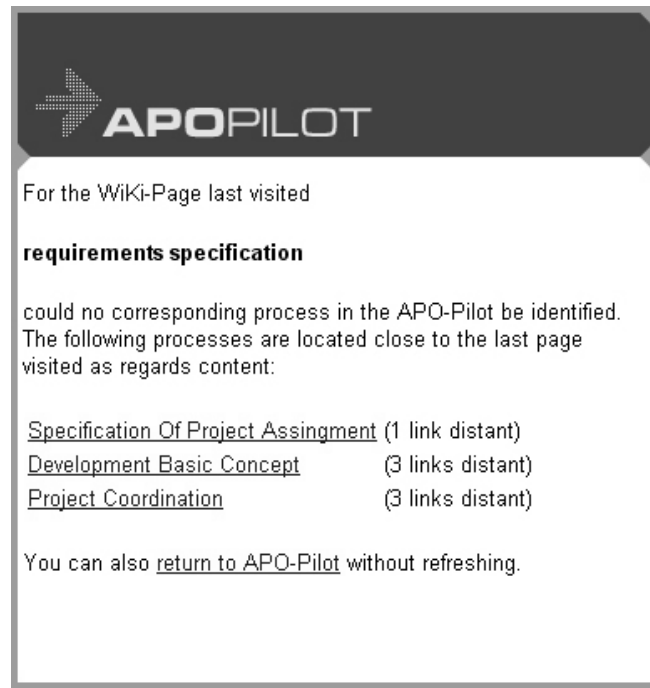 APOPILOT
For the WiKi-Page last visited
requirements specification
could no corresponding process in the APO-Pilot be identified.
The following processes are located close to the last page
visited as regards content:
Specification Of Project Assingment (1 link distant)
Development Basic Concept (3 links distant)
Project Coordination (3 links distant)
You can also return to APO-Pilot without refreshing.